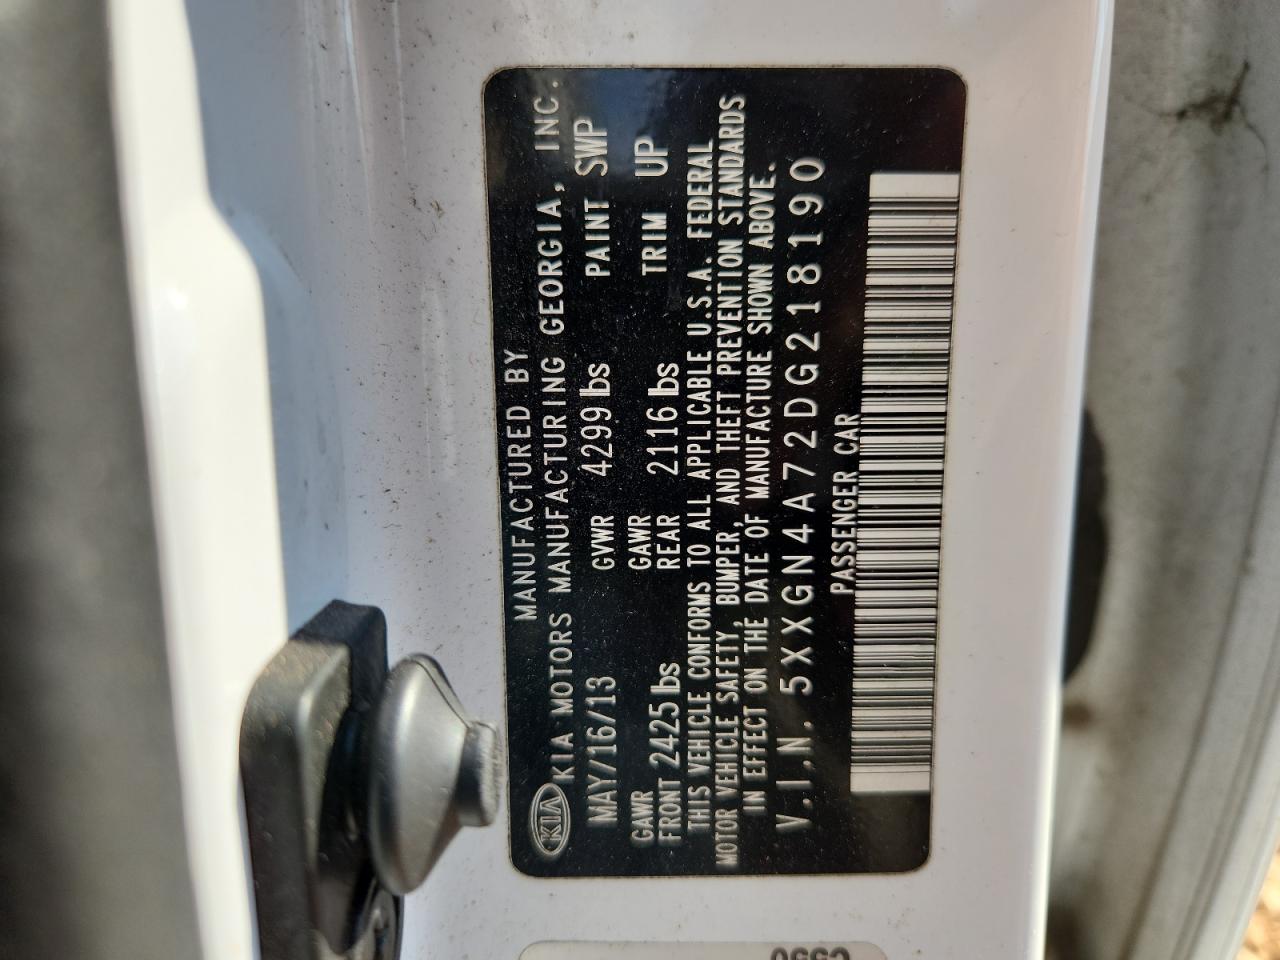 MANUFACTURED BY
KIA KIA MOTORS MANUFACTURING GEORGIA, INC.
MAY/16/13 GVWR 4299 lbs PAINT SWP
GAWR FRONT 2425 lbs GAWR REAR 2116 lbs TRIM UP
THIS VEHICLE CONFORMS TO ALL APPLICABLE U.S.A. FEDERAL
MOTOR VEHICLE SAFETY, BUMPER, AND THEFT PREVENTION STANDARDS
IN EFFECT ON THE DATE OF MANUFACTURE SHOWN ABOVE.
V.I.N. 5XXGN4A72DG218190
PASSENGER CAR